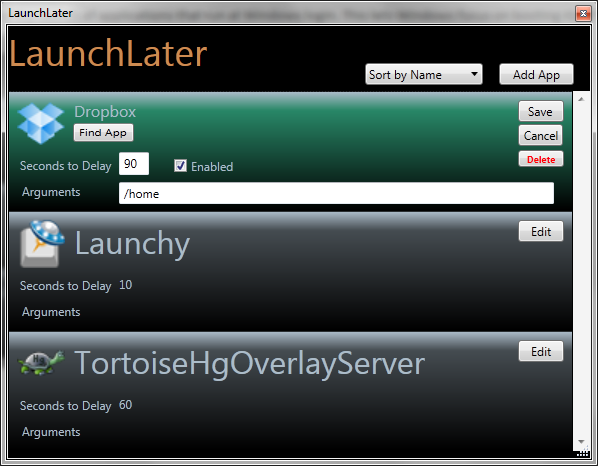 LaunchLater
LaunchLater
Sort by Name
Add App
Dropbox
Find App
Save
Cancel
Delete
Seconds to Delay 90 Enabled
Arguments /home
Launchy
Edit
Seconds to Delay 10
Arguments
TortoiseHgOverlayServer
Edit
Seconds to Delay 60
Arguments